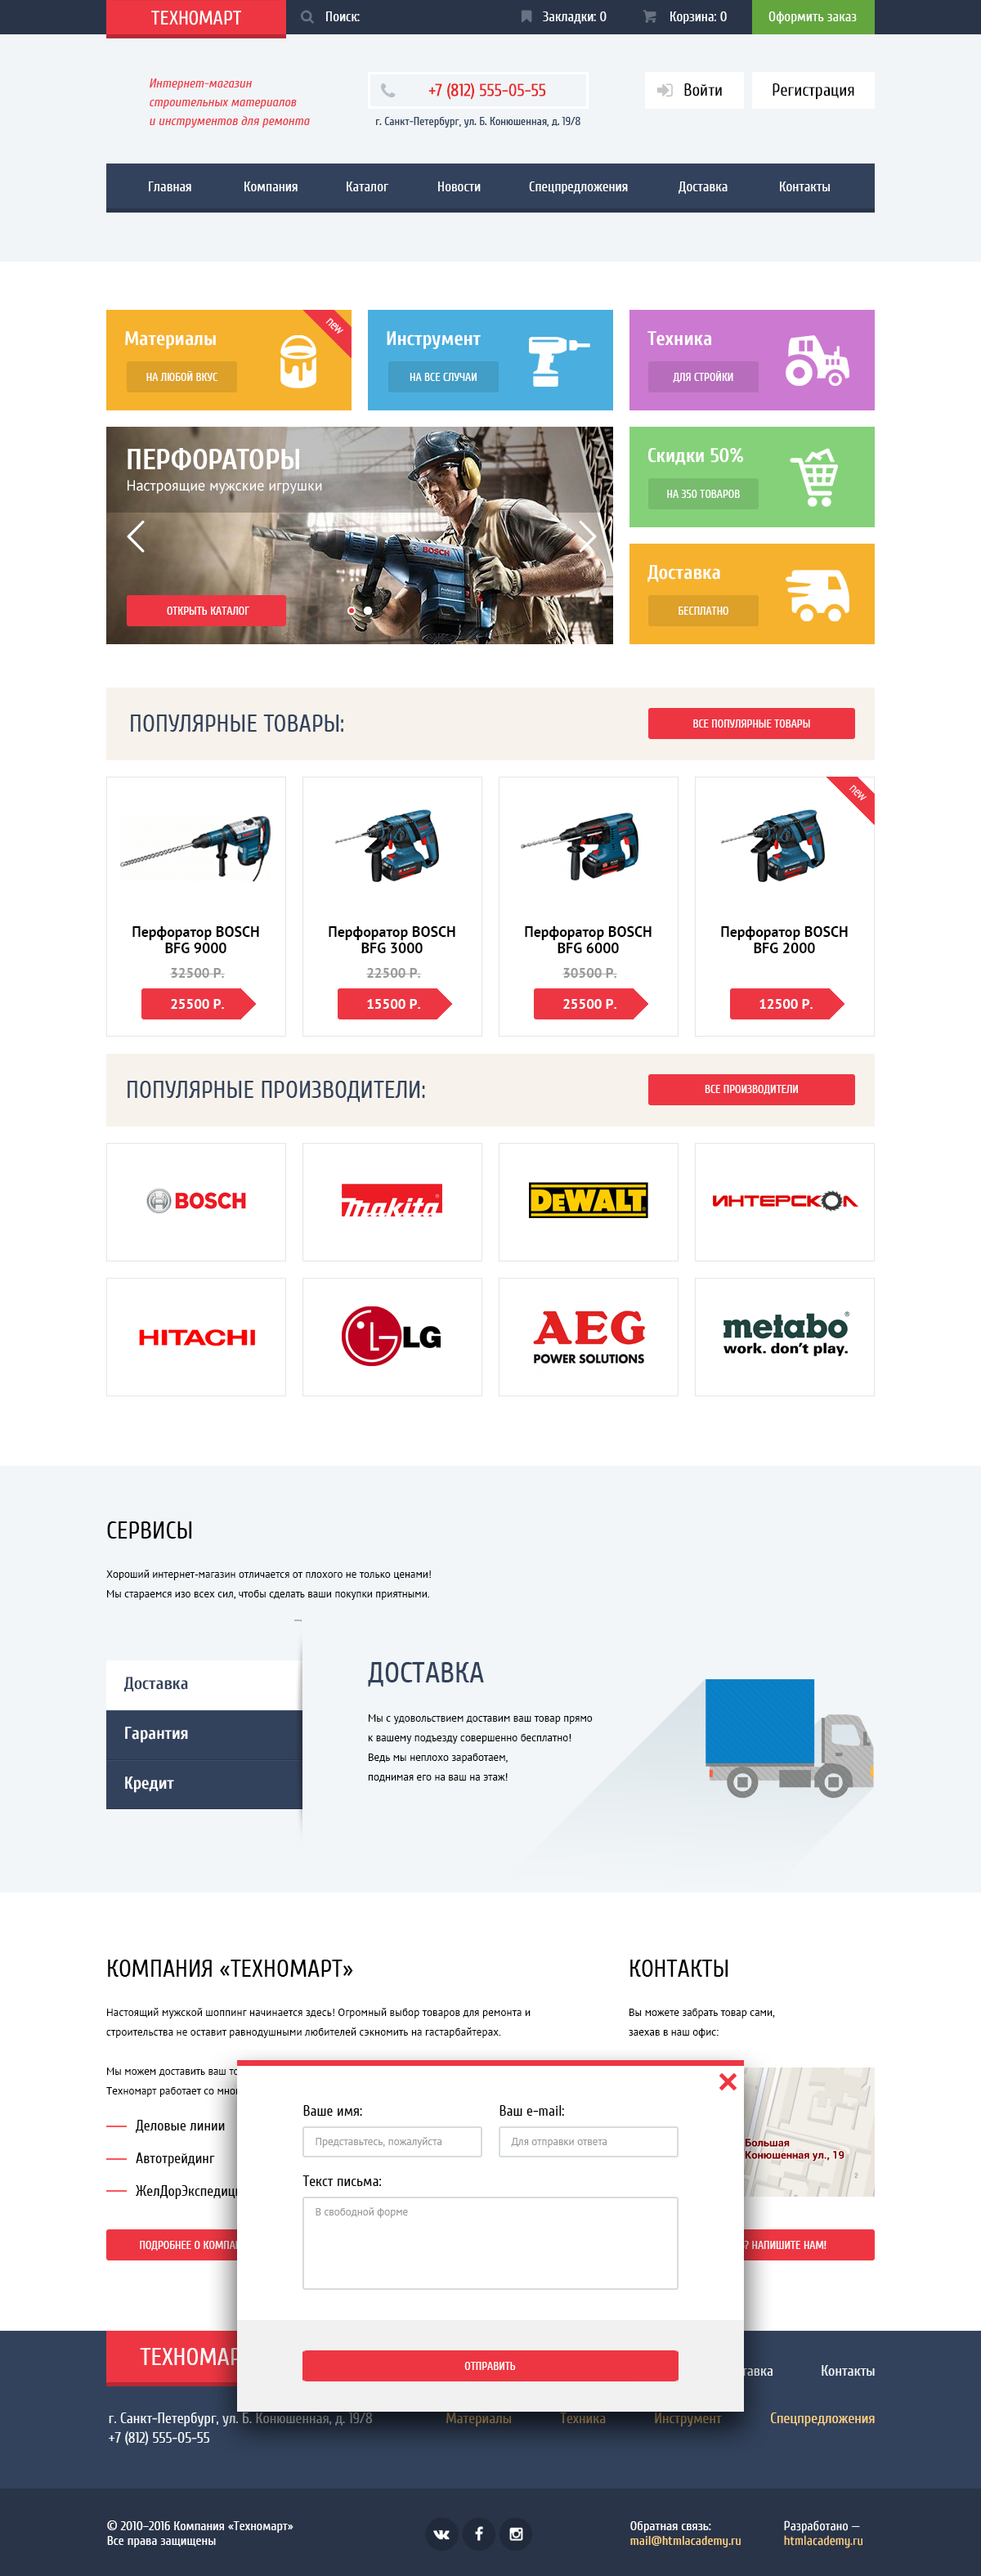 ТЕХНОМАРТ
Поиск:
Закладки: 0
Корзина: 0
Оформить заказ
Интернет-магазин
строительных материалов
и инструментов для ремонта
+7 (812) 555-05-55
г. Санкт-Петербург, ул. Б. Конюшенная, д. 19/8
Войти
Регистрация
Главная
Компания
Каталог
Новости
Спецпредложения
Доставка
Контакты
Материалы
НА ЛЮБОЙ ВКУС
new
Инструмент
НА ВСЕ СЛУЧАИ
Техника
ДЛЯ СТРОЙКИ
ПЕРФОРАТОРЫ
Настроящие мужские игрушки
BOSCH
ОТКРЫТЬ КАТАЛОГ
Скидки 50%
НА 350 ТОВАРОВ
Доставка
БЕСПЛАТНО
ПОПУЛЯРНЫЕ ТОВАРЫ:
ВСЕ ПОПУЛЯРНЫЕ ТОВАРЫ
Перфоратор BOSCH
BFG 9000
32500 Р.
25500 Р.
Перфоратор BOSCH
BFG 3000
22500 Р.
15500 Р.
Перфоратор BOSCH
BFG 6000
30500 Р.
25500 Р.
new
Перфоратор BOSCH
BFG 2000
12500 Р.
ПОПУЛЯРНЫЕ ПРОИЗВОДИТЕЛИ:
ВСЕ ПРОИЗВОДИТЕЛИ
BOSCH
makita
DEWALT
ИНТЕРСКОЛ
HITACHI
LG
AEG
POWER SOLUTIONS
metabo®
work. don't play.
СЕРВИСЫ
Хороший интернет-магазин отличается от плохого не только ценами!
Мы стараемся изо всех сил, чтобы сделать ваши покупки приятными.
Доставка
Гарантия
Кредит
ДОСТАВКА
Мы с удовольствием доставим ваш товар прямо
к вашему подъезду совершенно бесплатно!
Ведь мы неплохо заработаем,
поднимая его на ваш на этаж!
КОМПАНИЯ «ТЕХНОМАРТ»
Настоящий мужской шоппинг начинается здесь! Огромный выбор товаров для ремонта и
строительства не оставит равнодушными любителей сэкномить на гастарбайтерах.
Мы можем доставить ваш то
Техномарт работает со мно
Деловые линии
Автотрейдинг
ЖелДорЭкспедици
ПОДРОБНЕЕ О КОМПА
КОНТАКТЫ
Вы можете забрать товар сами,
заехав в наш офис:
Большая
Конюшенная ул., 19
2
? НАПИШИТЕ НАМ!
Ваше имя:
Представьтесь, пожалуйста
Ваш e-mail:
Для отправки ответа
Текст письма:
В свободной форме
ОТПРАВИТЬ
ТЕХНОМАР
тавка
Контакты
г. Санкт-Петербург, ул. Б. Конюшенная, д. 19/8
+7 (812) 555-05-55
Материалы
Техника
Инструмент
Спецпредложения
© 2010–2016 Компания «Техномарт»
Все права защищены
Обратная связь:
mail@htmlacademy.ru
Разработано —
htmlacademy.ru